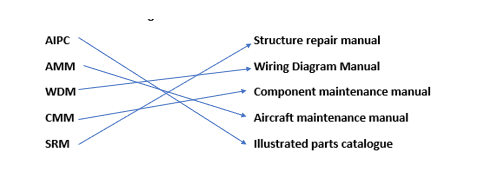 AIPC Structure repair manual
AMM Wiring Diagram Manual
WDM Component maintenance manual
CMM Aircraft maintenance manual
SRM Illustrated parts catalogue